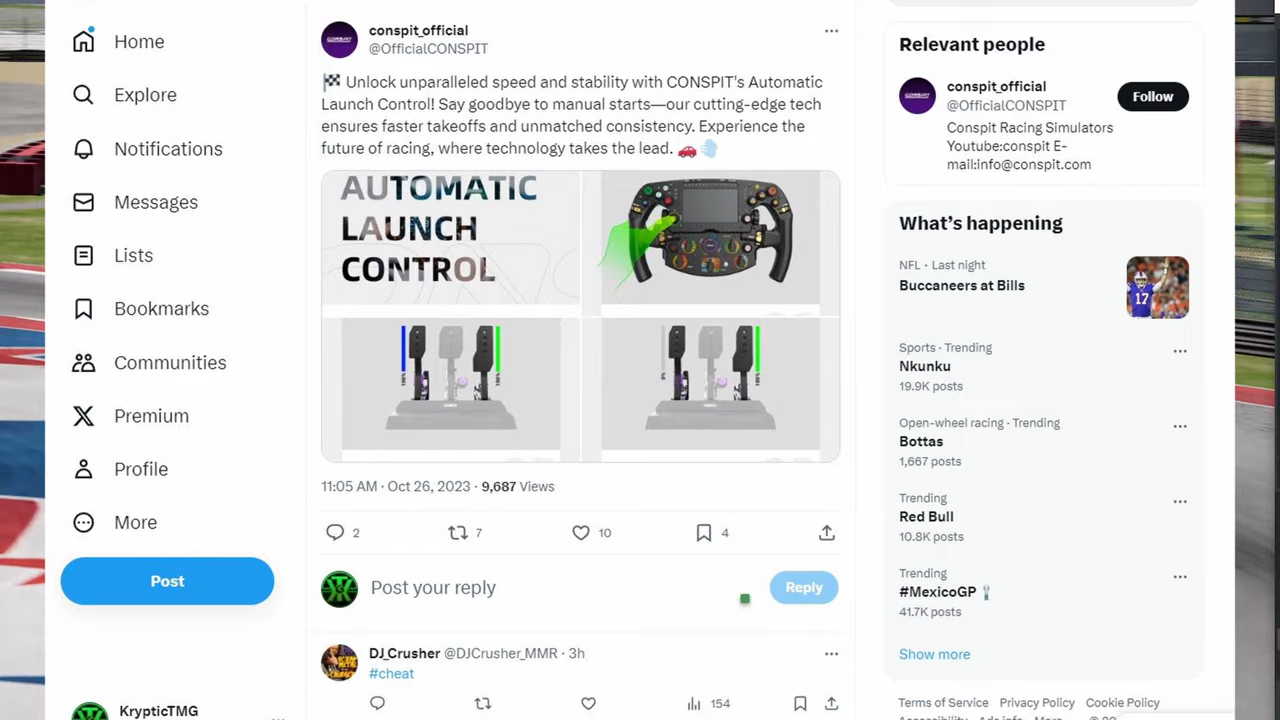 Home
Explore
Notifications
Messages
Lists
Bookmarks
Communities
Premium
Profile
More
Post
KrypticTMG
conspit_official
@OfficialCONSPIT
🏁 Unlock unparalleled speed and stability with CONSPIT's Automatic
Launch Control! Say goodbye to manual starts—our cutting-edge tech
ensures faster takeoffs and unmatched consistency. Experience the
future of racing, where technology takes the lead. 🚗💨
AUTOMATIC
LAUNCH
CONTROL
100%
100%
0%
100%
11:05 AM · Oct 26, 2023 · 9,687 Views
2
7
10
4
Post your reply
Reply
DJ_Crusher @DJCrusher_MMR · 3h
#cheat
154
Relevant people
conspit_official
@OfficialCONSPIT
Follow
Conspit Racing Simulators
Youtube:conspit E-
mail:info@conspit.com
What's happening
NFL · Last night
Buccaneers at Bills
17
Sports · Trending
Nkunku
19.9K posts
Open-wheel racing · Trending
Bottas
1,667 posts
Trending
Red Bull
10.8K posts
Trending
#MexicoGP
41.7K posts
Show more
Terms of Service Privacy Policy Cookie Policy